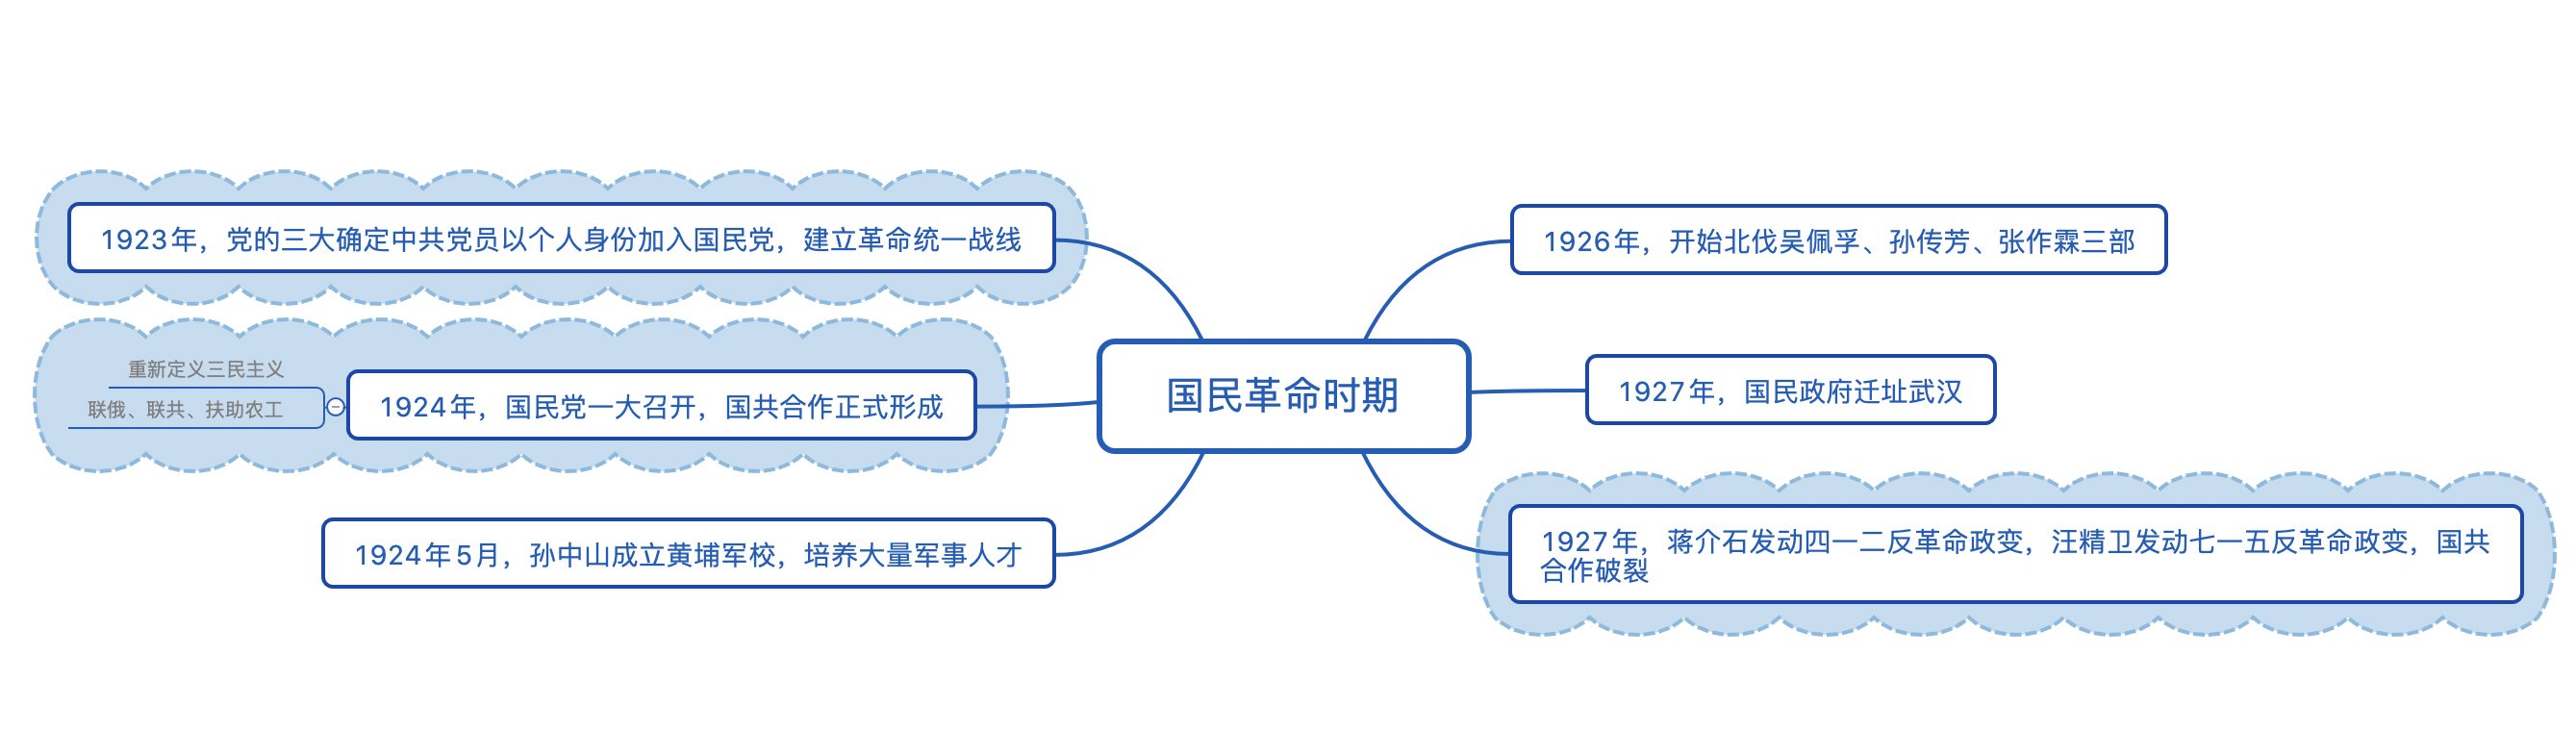 1923年，党的三大确定中共党员以个人身份加入国民党，建立革命统一战线
重新定义三民主义
联俄、联共、扶助农工
1924年，国民党一大召开，国共合作正式形成
1924年5月，孙中山成立黄埔军校，培养大量军事人才
国民革命时期
1926年，开始北伐吴佩孚、孙传芳、张作霖三部
1927年，国民政府迁址武汉
1927年，蒋介石发动四一二反革命政变，汪精卫发动七一五反革命政变，国共
合作破裂